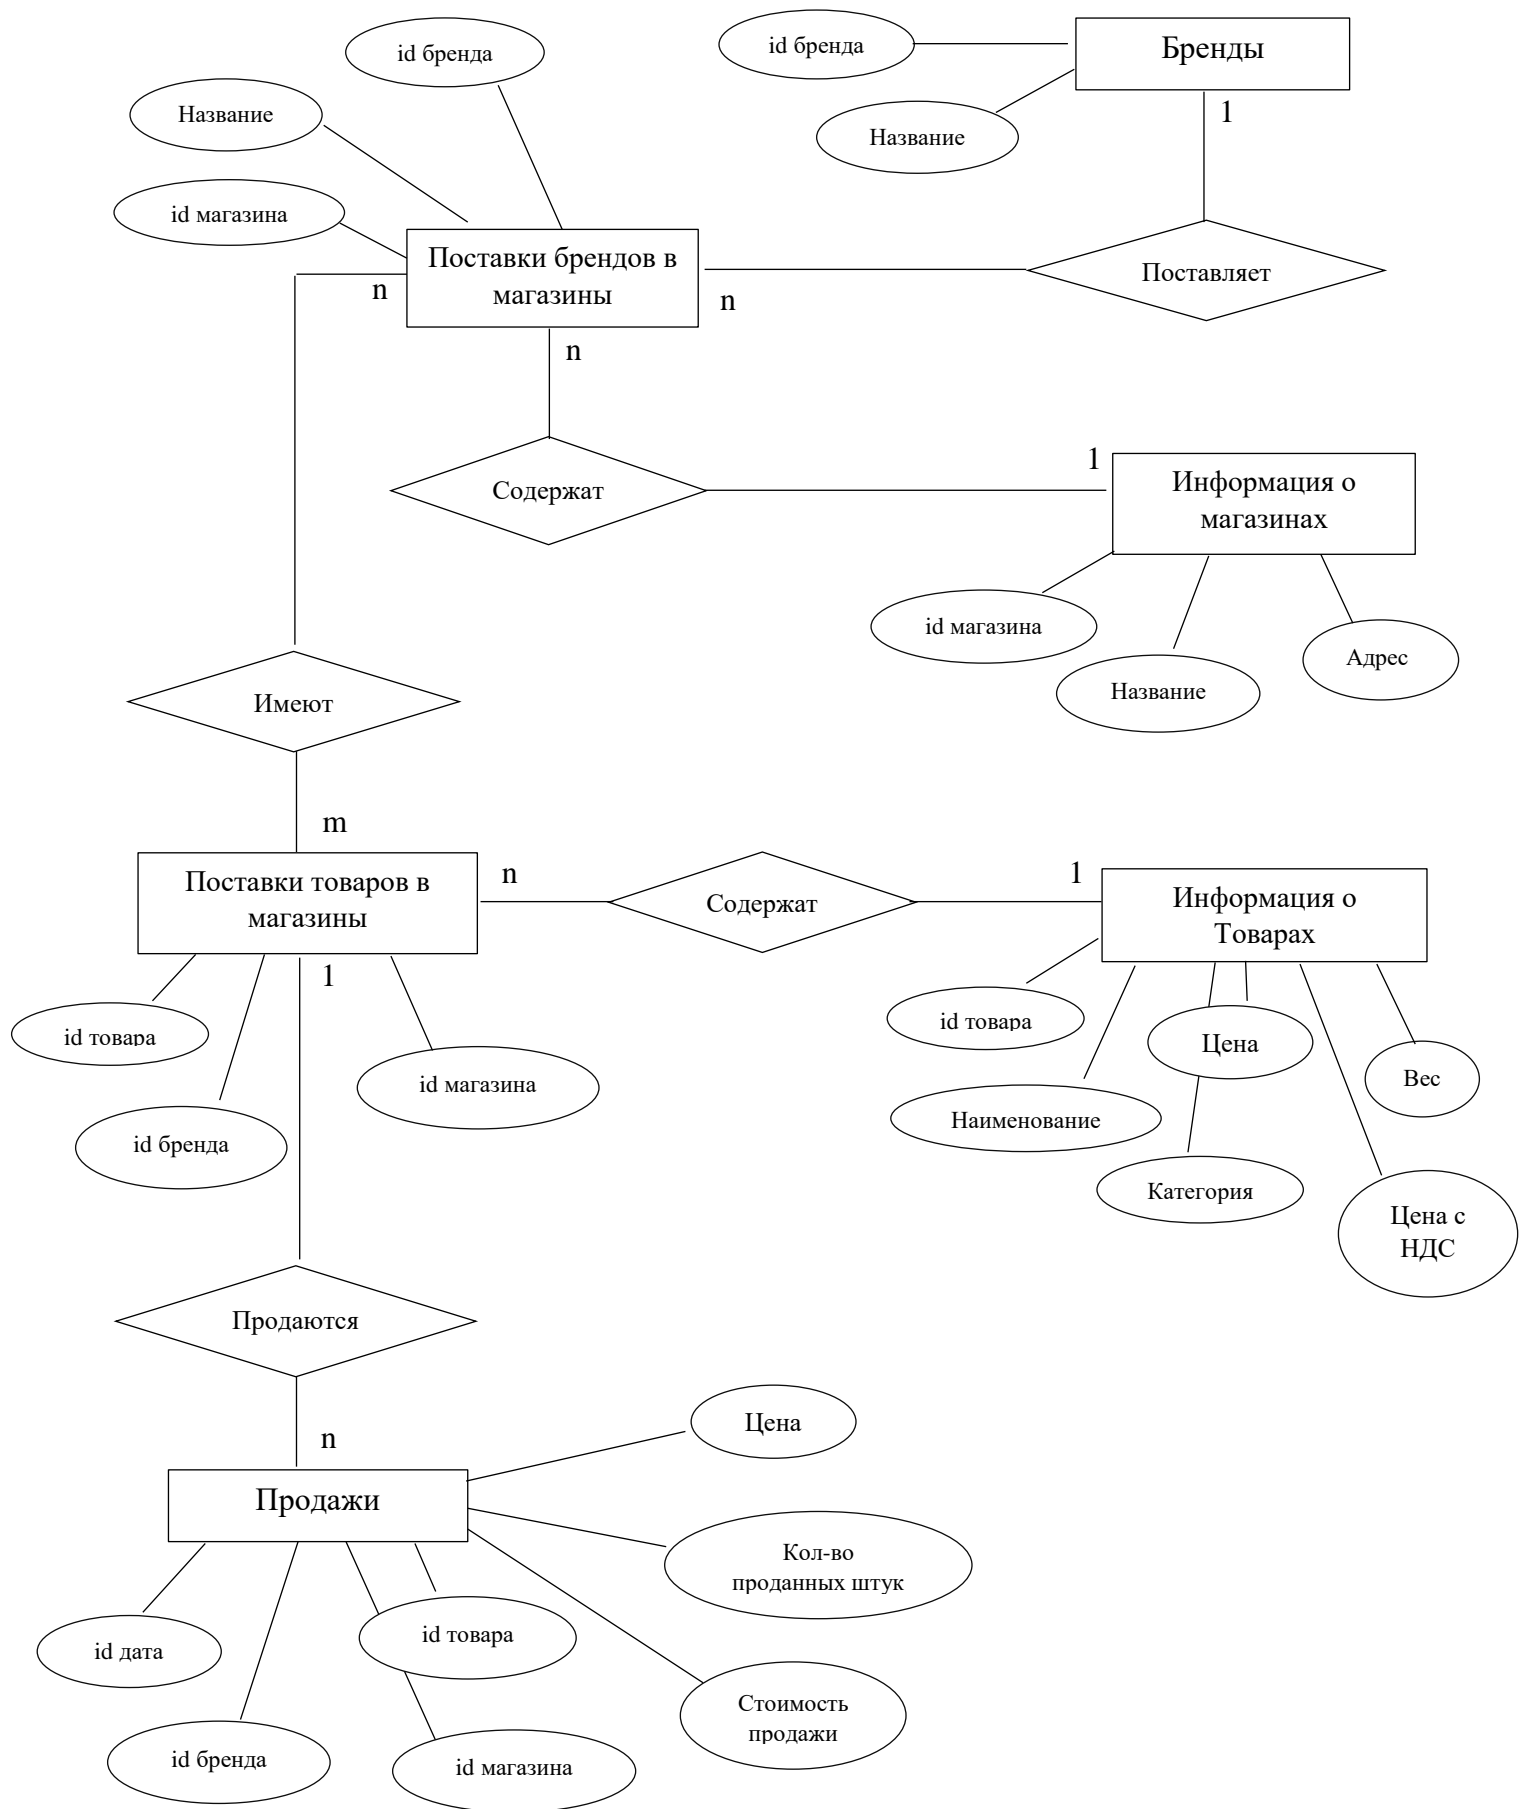 id бренда
id бренда
Бренды
Название
Название
1
id магазина
Поставки брендов в
магазины
Поставляет
n
n
n
Содержат
1
Информация о
магазинах
id магазина
Название
Адрес
Имеют
m
Поставки товаров в
магазины
n
Содержат
1
Информация о
Товарах
1
id товара
id бренда
id магазина
id товара
Цена
Вес
Наименование
Категория
Цена с
НДС
Продаются
n
Продажи
Цена
Кол-во
проданных штук
id дата
id товара
Стоимость
продажи
id бренда
id магазина